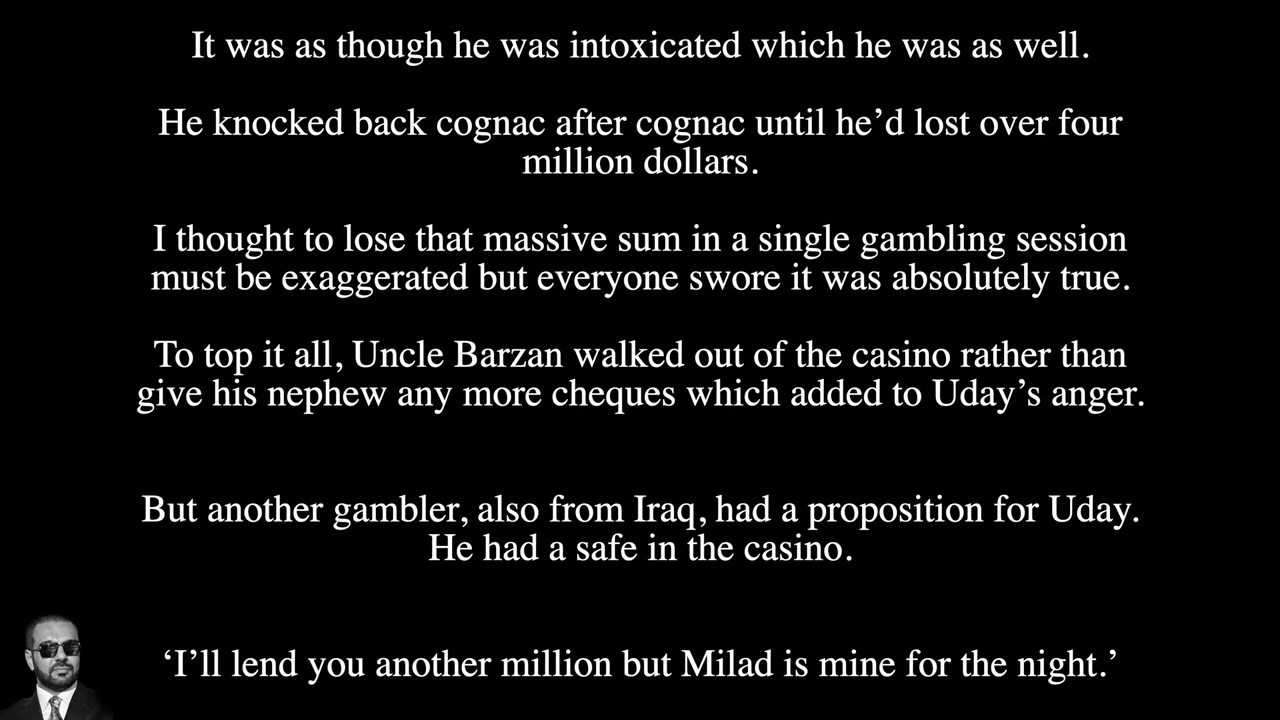 It was as though he was intoxicated which he was as well.
He knocked back cognac after cognac until he’d lost over four
million dollars.
I thought to lose that massive sum in a single gambling session
must be exaggerated but everyone swore it was absolutely true.
To top it all, Uncle Barzan walked out of the casino rather than
give his nephew any more cheques which added to Uday’s anger.
But another gambler, also from Iraq, had a proposition for Uday.
He had a safe in the casino.
‘I’ll lend you another million but Milad is mine for the night.’